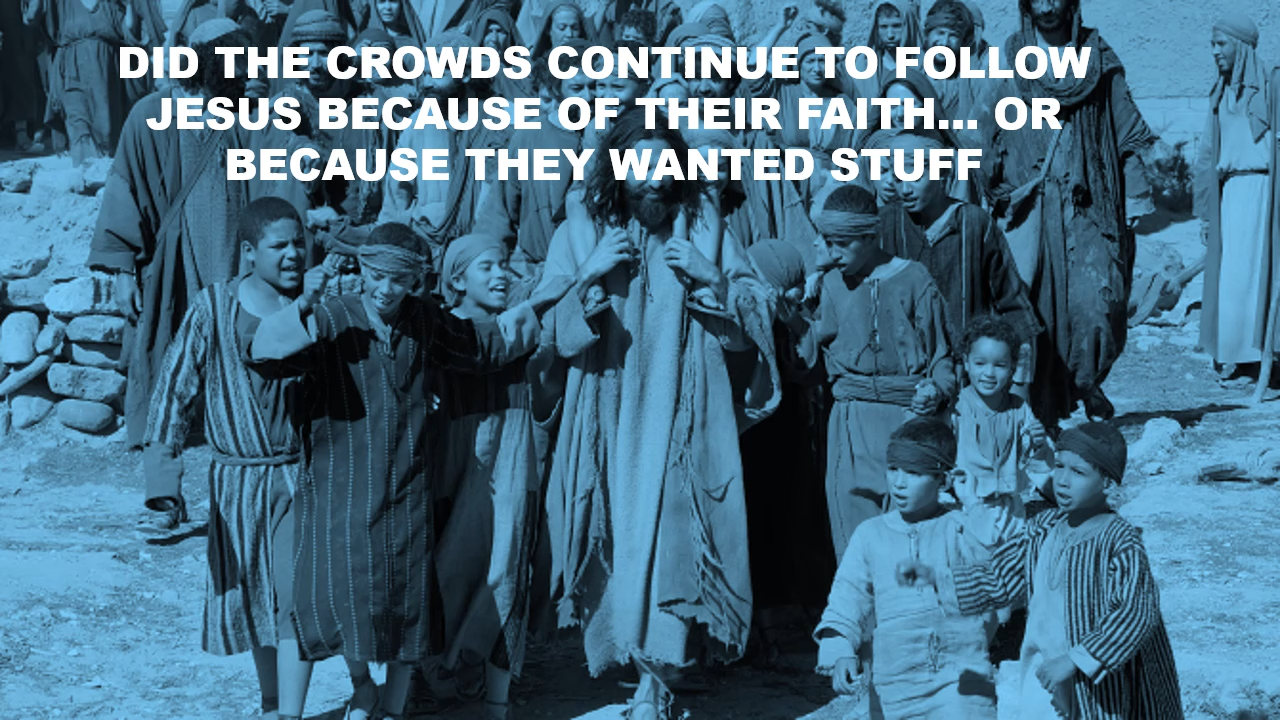 DID THE CROWDS CONTINUE TO FOLLOW
JESUS BECAUSE OF THEIR FAITH... OR
BECAUSE THEY WANTED STUFF